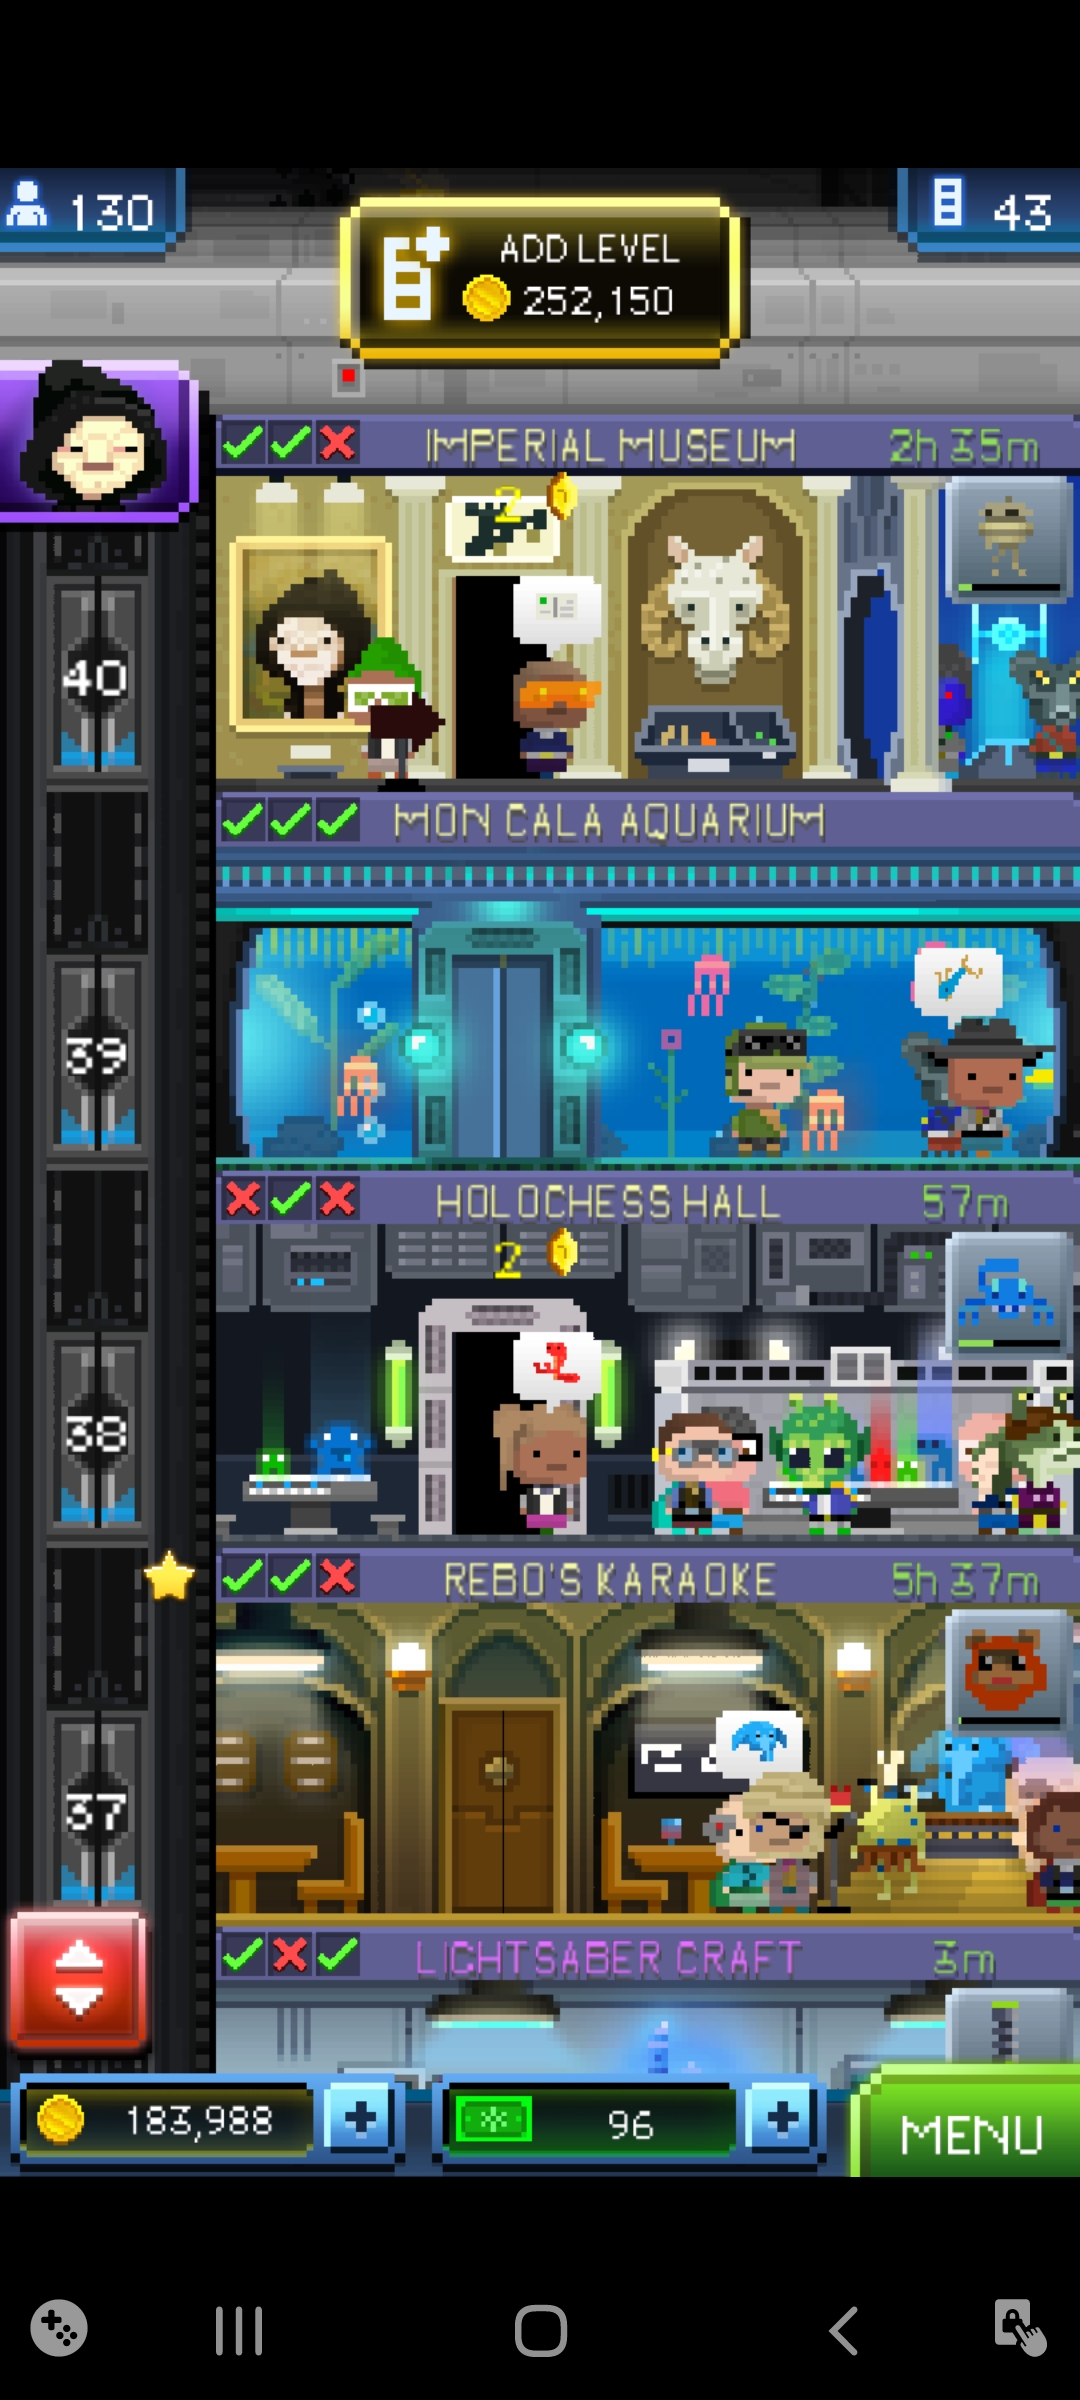 130
43
ADD LEVEL
252,150
IMPERIAL MUSEUM 2h 35m
2
40
MON CALA AQUARIUM
39
HOLOCHESS HALL 57m
2
38
REBO'S KARAOKE 5h 37m
37
LIGHTSABER CRAFT 3m
183,988
96
MENU